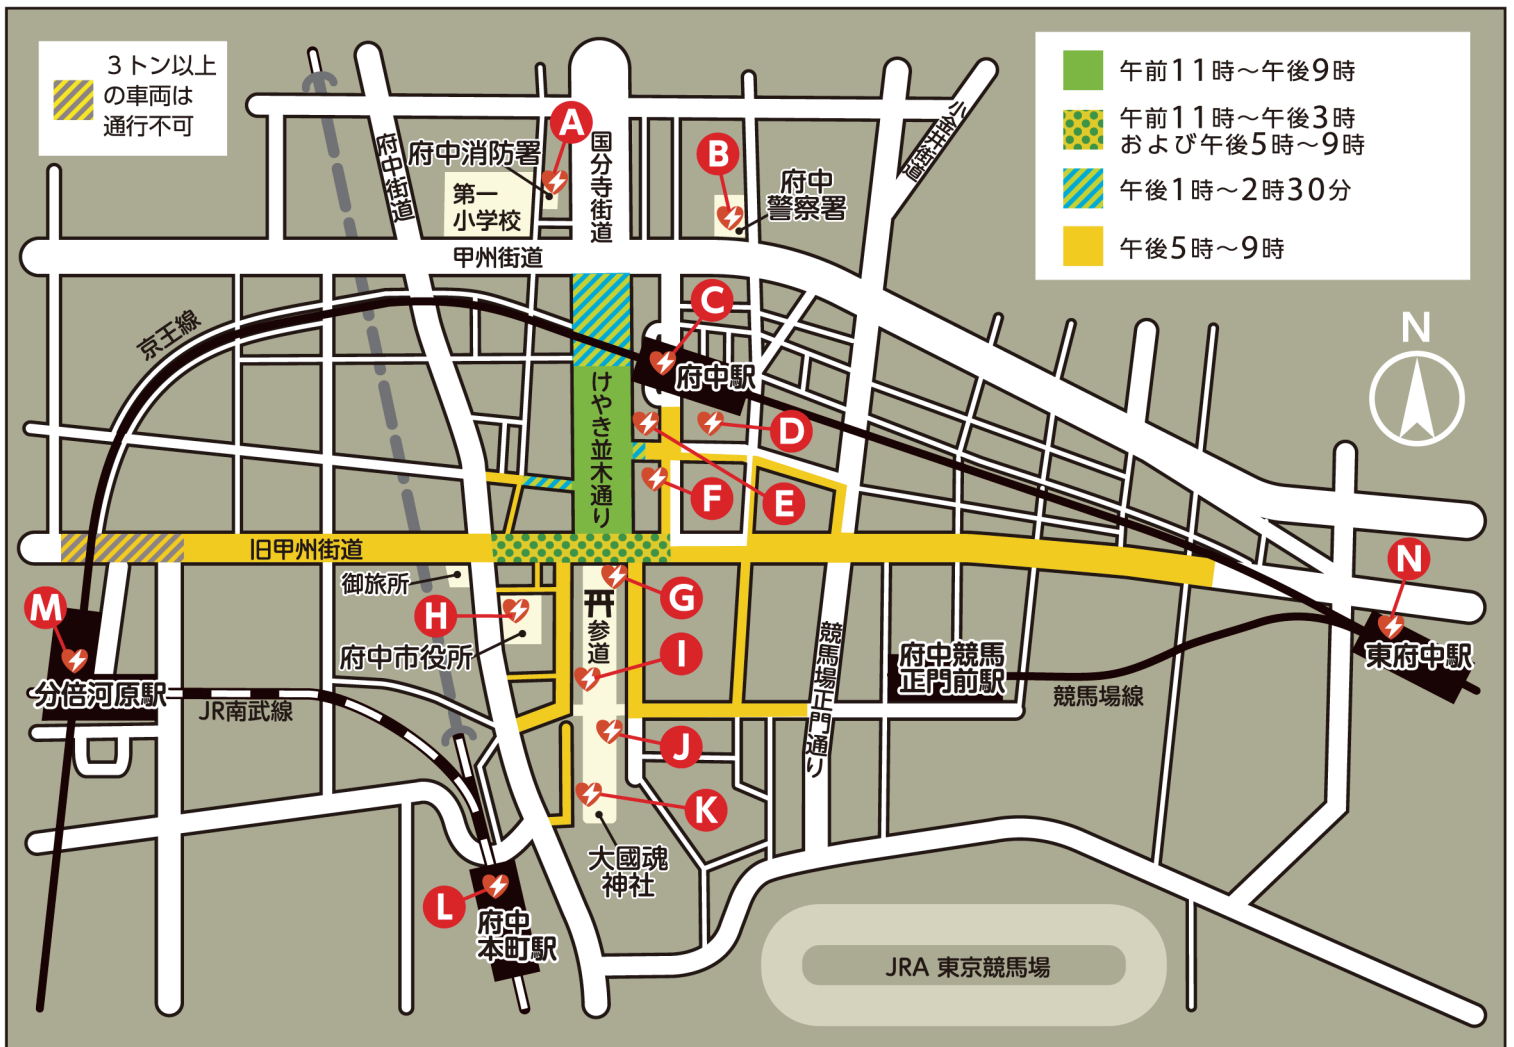 3トン以上
の車両は
通行不可
午前11時～午後9時
午前11時～午後3時
および午後5時～9時
午後1時～2時30分
午後5時～9時
N
府中街道
府中消防署
A
国分寺街道
B
小金井街道
第一
小学校
府中
警察署
甲州街道
京王線
C
府中駅
けやき並木通り
D
E
F
旧甲州街道
御旅所
G
H
参道
I
府中市役所
M
分倍河原駅
JR南武線
J
K
競馬場正門通り
府中競馬
正門前駅
競馬場線
N
東府中駅
大國魂
神社
L
府中
本町駅
JRA 東京競馬場